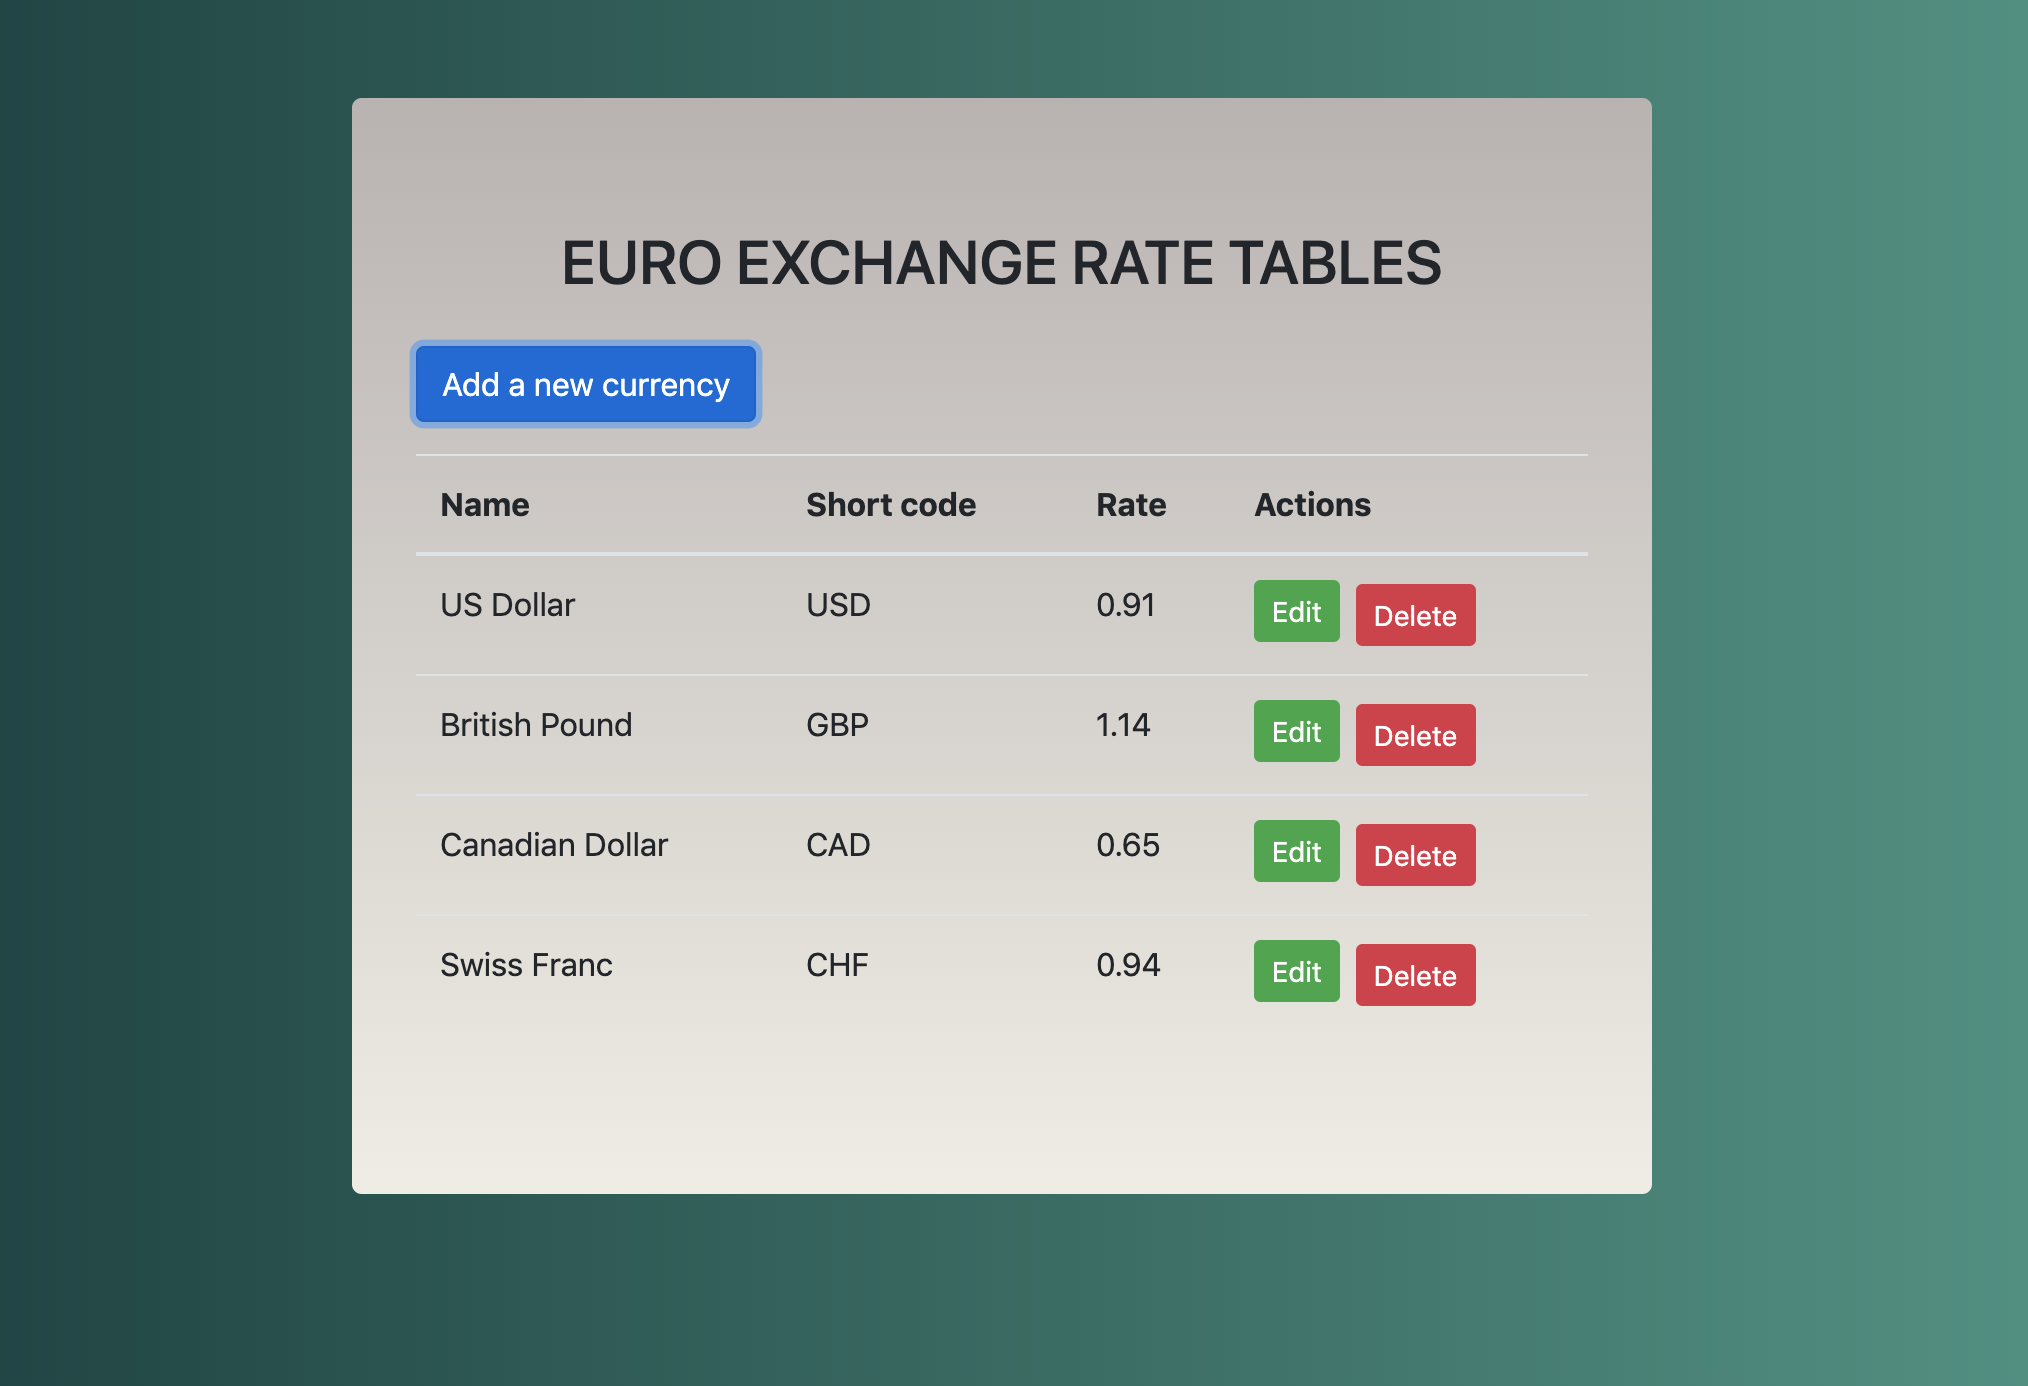 EURO EXCHANGE RATE TABLES
Add a new currency
Name Short code Rate Actions
US Dollar USD 0.91 Edit Delete
British Pound GBP 1.14 Edit Delete
Canadian Dollar CAD 0.65 Edit Delete
Swiss Franc CHF 0.94 Edit Delete